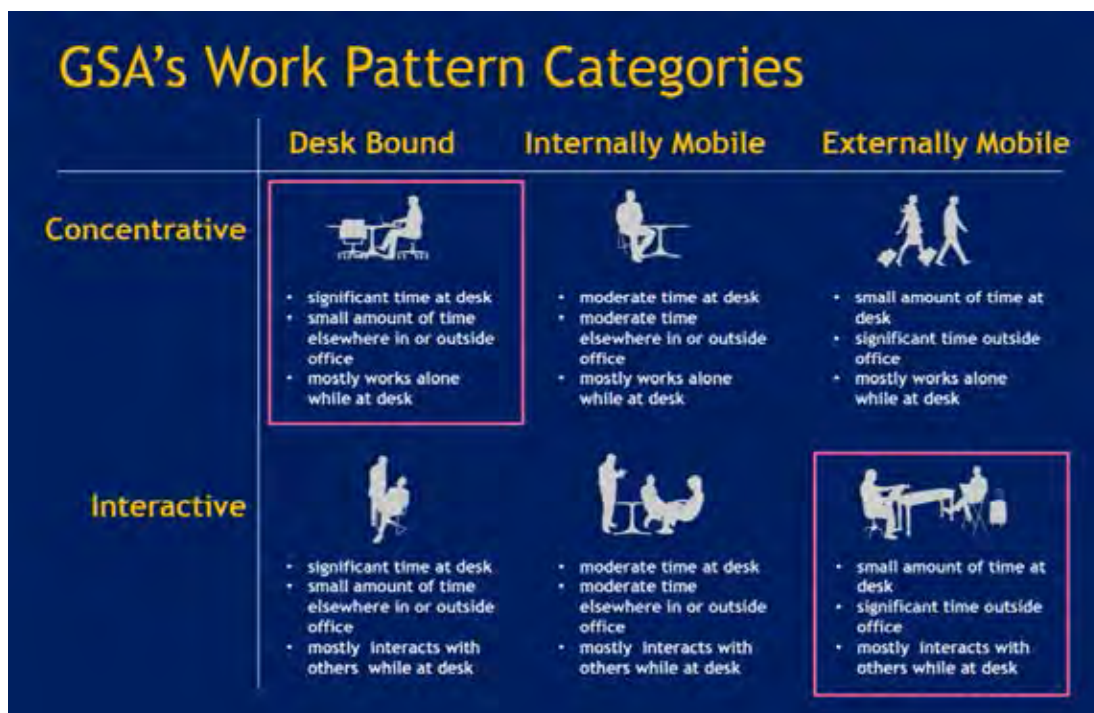 GSA's Work Pattern Categories
Desk Bound
Internally Mobile
Externally Mobile
Concentrative
• significant time at desk
• small amount of time
elsewhere in or outside
office
• mostly works alone
while at desk
• moderate time at desk
• moderate time
elsewhere in or outside
office
• mostly works alone
while at desk
• small amount of time at
desk
• significant time outside
office
• mostly works alone
while at desk
Interactive
• significant time at desk
• small amount of time
elsewhere in or outside
office
• mostly interacts with
others while at desk
• moderate time at desk
• moderate time
elsewhere in or outside
office
• mostly interacts with
others while at desk
• small amount of time at
desk
• significant time outside
office
• mostly interacts with
others while at desk